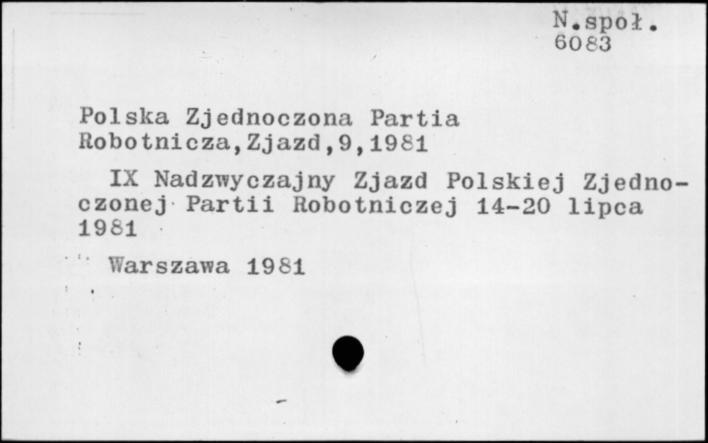 N.społ.
6083
Polska Zjednoczona Partia
Robotnicza,Zjazd,9,1981
IX Nadzwyczajny Zjazd Polskiej Zjedno-
czonej Partii Robotniczej 14-20 lipca
1981
Warszawa 1981